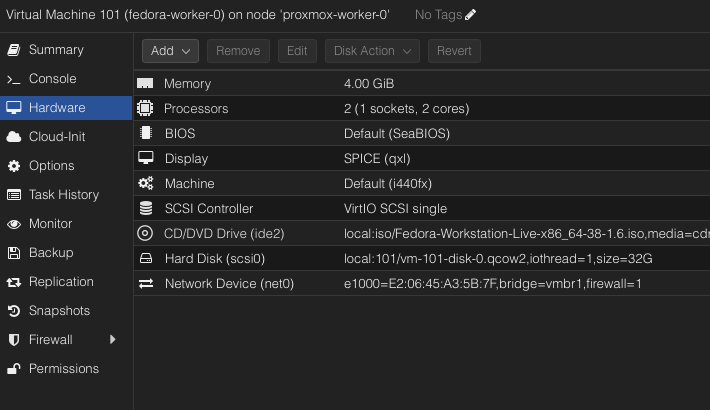 Virtual Machine 101 (fedora-worker-0) on node 'proxmox-worker-0' No Tags
Summary
Console
Hardware
Cloud-Init
Options
Task History
Monitor
Backup
Replication
Snapshots
Firewall
Permissions
Add Remove Edit Disk Action Revert
Memory 4.00 GiB
Processors 2 (1 sockets, 2 cores)
BIOS Default (SeaBIOS)
Display SPICE (qxl)
Machine Default (i440fx)
SCSI Controller VirtIO SCSI single
CD/DVD Drive (ide2) local:iso/Fedora-Workstation-Live-x86_64-38-1.6.iso,media=cdr
Hard Disk (scsi0) local:101/vm-101-disk-0.qcow2,iothread=1,size=32G
Network Device (net0) e1000=E2:06:45:A3:5B:7F,bridge=vmbr1,firewall=1